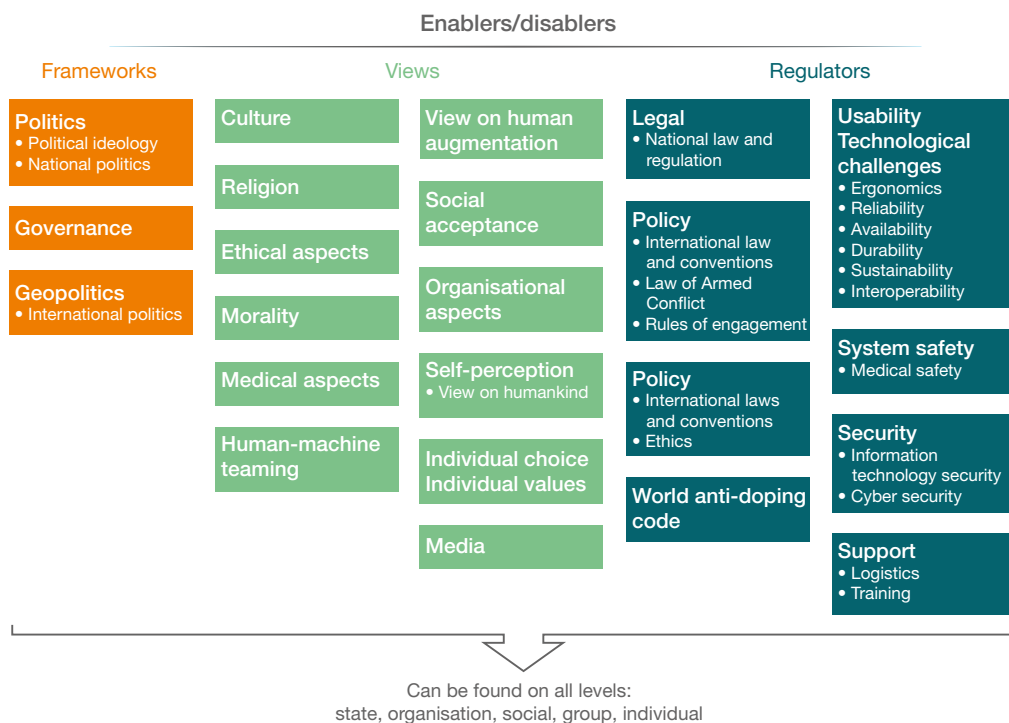 Enablers/disablers
Frameworks
Views
Regulators
Politics
• Political ideology
• National politics
Governance
Geopolitics
• International politics
Culture
Religion
Ethical aspects
Morality
Medical aspects
Human-machine
teaming
View on human
augmentation
Social
acceptance
Organisational
aspects
Self-perception
• View on humankind
Individual choice
Individual values
Media
Legal
• National law and
regulation
Policy
• International law
and conventions
• Law of Armed
Conflict
• Rules of engagement
Policy
• International laws
and conventions
• Ethics
World anti-doping
code
Usability
Technological
challenges
• Ergonomics
• Reliability
• Availability
• Durability
• Sustainability
• Interoperability
System safety
• Medical safety
Security
• Information
technology security
• Cyber security
Support
• Logistics
• Training
Can be found on all levels:
state, organisation, social, group, individual